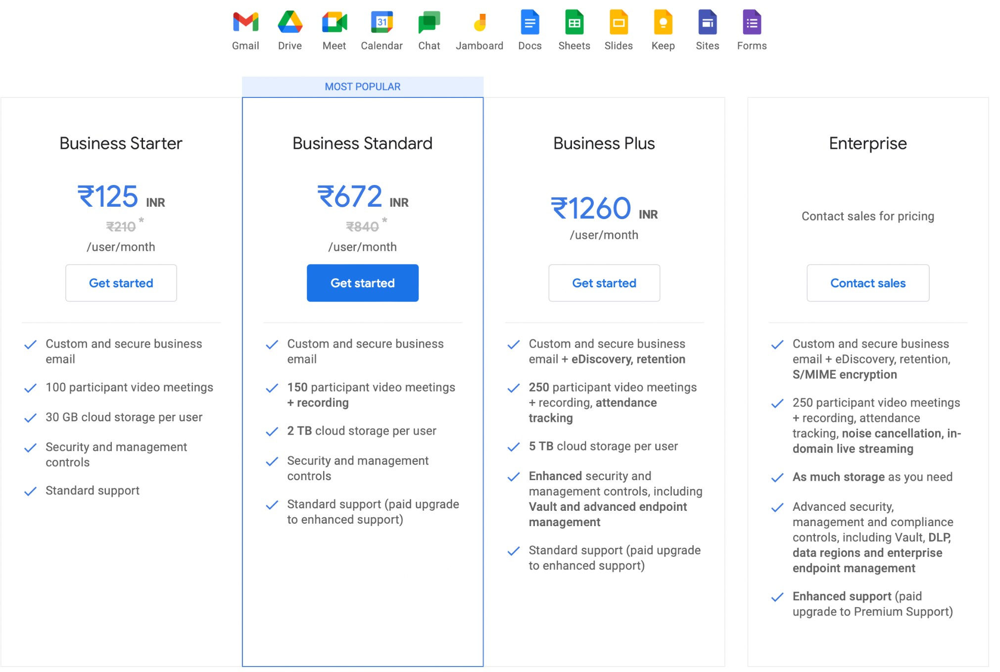 31
Gmail
Drive
Meet
Calendar
Chat
Jamboard
Docs
Sheets
Slides
Keep
Sites
Forms
MOST POPULAR
Business Starter
₹125 INR
₹210 *
/user/month
Get started
Custom and secure business
email
100 participant video meetings
30 GB cloud storage per user
Security and management
controls
Standard support
Business Standard
₹672 INR
₹840 *
/user/month
Get started
Custom and secure business
email
150 participant video meetings
+ recording
2 TB cloud storage per user
Security and management
controls
Standard support (paid upgrade
to enhanced support)
Business Plus
₹1260 INR
/user/month
Get started
Custom and secure business
email + eDiscovery, retention
250 participant video meetings
+ recording, attendance
tracking
5 TB cloud storage per user
Enhanced security and
management controls, including
Vault and advanced endpoint
management
Standard support (paid upgrade
to enhanced support)
Enterprise
Contact sales for pricing
Contact sales
Custom and secure business
email + eDiscovery, retention,
S/MIME encryption
250 participant video meetings
+ recording, attendance
tracking, noise cancellation, in-
domain live streaming
As much storage as you need
Advanced security,
management and compliance
controls, including Vault, DLP,
data regions and enterprise
endpoint management
Enhanced support (paid
upgrade to Premium Support)